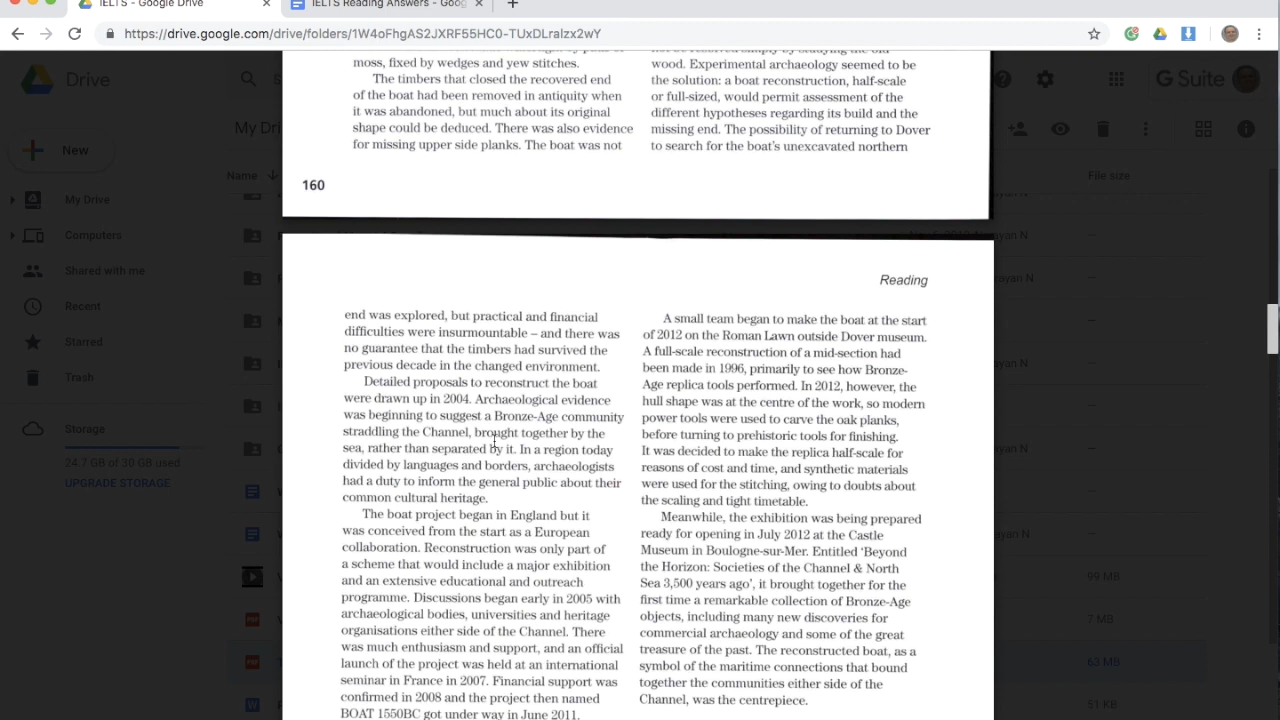 IELTS - Google Drive
IELTS Reading Answers - Goog
https://drive.google.com/drive/folders/1W4oFhgAS2JXRF55HC0-TUxDLralzx2wY
Drive
G Suite
My Dri
New
Name
File size
My Drive
Computers
Shared with me
Recent
Starred
Trash
Storage
24.7 GB of 30 GB used
UPGRADE STORAGE
99 MB
7 MB
63 MB
51 KB
moss, fixed by wedges and yew stitches.
The timbers that closed the recovered end
of the boat had been removed in antiquity when
it was abandoned, but much about its original
shape could be deduced. There was also evidence
for missing upper side planks. The boat was not
wood. Experimental archaeology seemed to be
the solution: a boat reconstruction, half-scale
or full-sized, would permit assessment of the
different hypotheses regarding its build and the
missing end. The possibility of returning to Dover
to search for the boat's unexcavated northern
160
Reading
end was explored, but practical and financial
difficulties were insurmountable – and there was
no guarantee that the timbers had survived the
previous decade in the changed environment.
Detailed proposals to reconstruct the boat
were drawn up in 2004. Archaeological evidence
was beginning to suggest a Bronze-Age community
straddling the Channel, brought together by the
sea, rather than separated by it. In a region today
divided by languages and borders, archaeologists
had a duty to inform the general public about their
common cultural heritage.
The boat project began in England but it
was conceived from the start as a European
collaboration. Reconstruction was only part of
a scheme that would include a major exhibition
and an extensive educational and outreach
programme. Discussions began early in 2005 with
archaeological bodies, universities and heritage
organisations either side of the Channel. There
was much enthusiasm and support, and an official
launch of the project was held at an international
seminar in France in 2007. Financial support was
confirmed in 2008 and the project then named
BOAT 1550BC got under way in June 2011.
A small team began to make the boat at the start
of 2012 on the Roman Lawn outside Dover museum.
A full-scale reconstruction of a mid-section had
been made in 1996, primarily to see how Bronze-
Age replica tools performed. In 2012, however, the
hull shape was at the centre of the work, so modern
power tools were used to carve the oak planks,
before turning to prehistoric tools for finishing.
It was decided to make the replica half-scale for
reasons of cost and time, and synthetic materials
were used for the stitching, owing to doubts about
the scaling and tight timetable.
Meanwhile, the exhibition was being prepared
ready for opening in July 2012 at the Castle
Museum in Boulogne-sur-Mer. Entitled 'Beyond
the Horizon: Societies of the Channel & North
Sea 3,500 years ago', it brought together for the
first time a remarkable collection of Bronze-Age
objects, including many new discoveries for
commercial archaeology and some of the great
treasure of the past. The reconstructed boat, as a
symbol of the maritime connections that bound
together the communities either side of the
Channel, was the centrepiece.